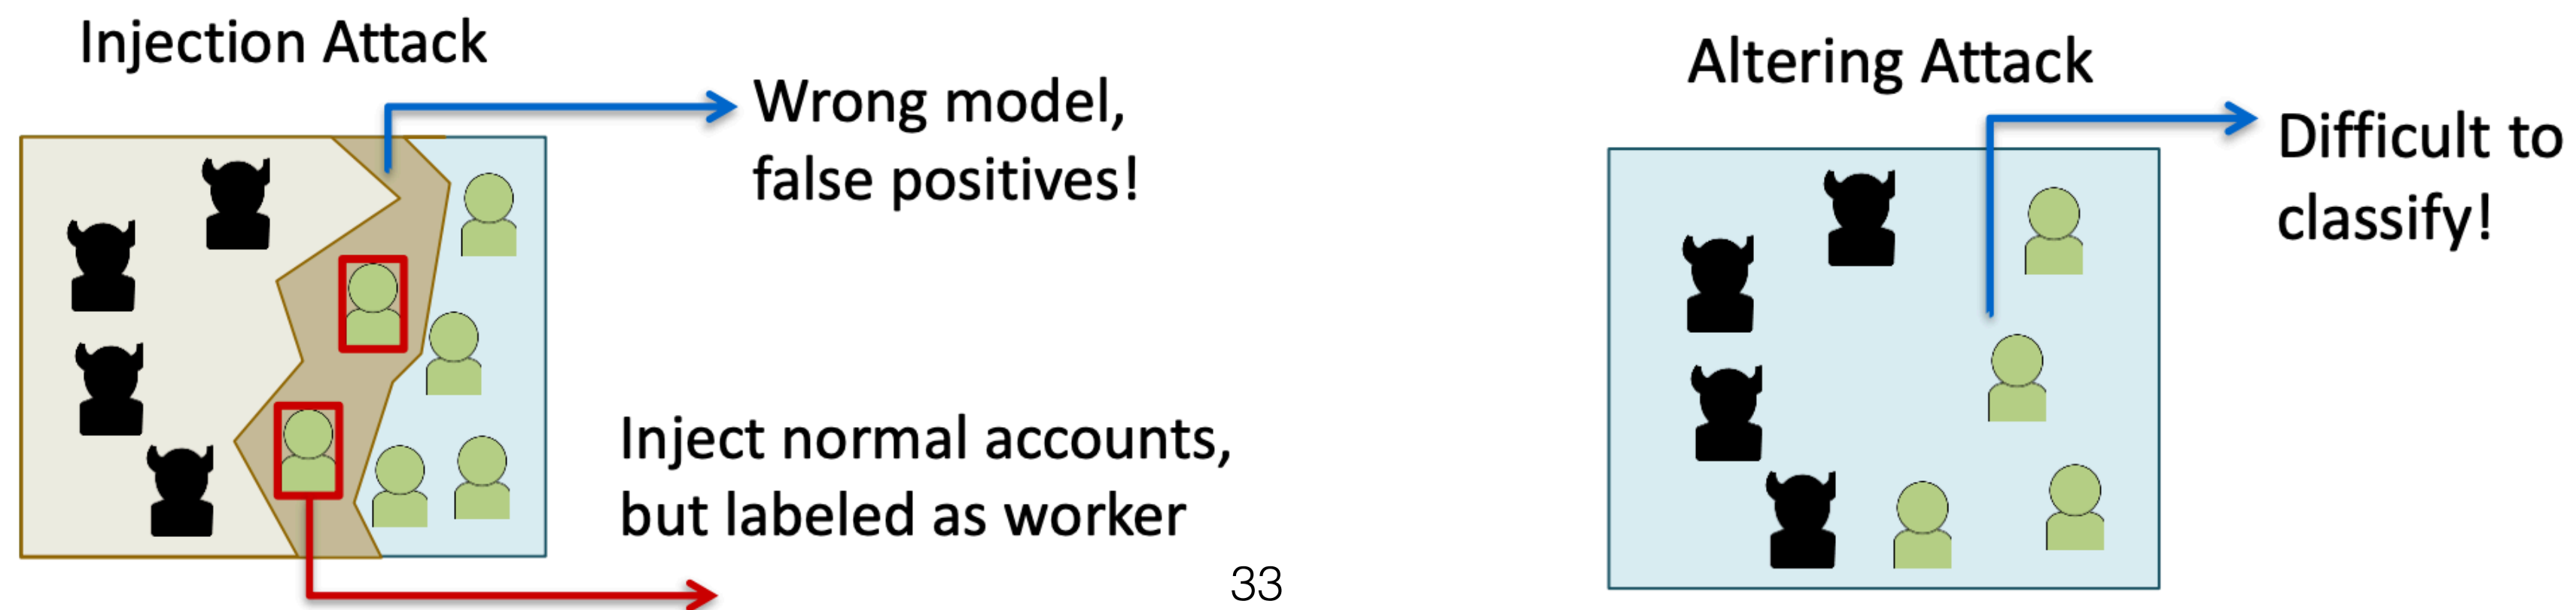 Injection Attack
Wrong model,
false positives!
Inject normal accounts,
but labeled as worker
33
Altering Attack
Difficult to
classify!